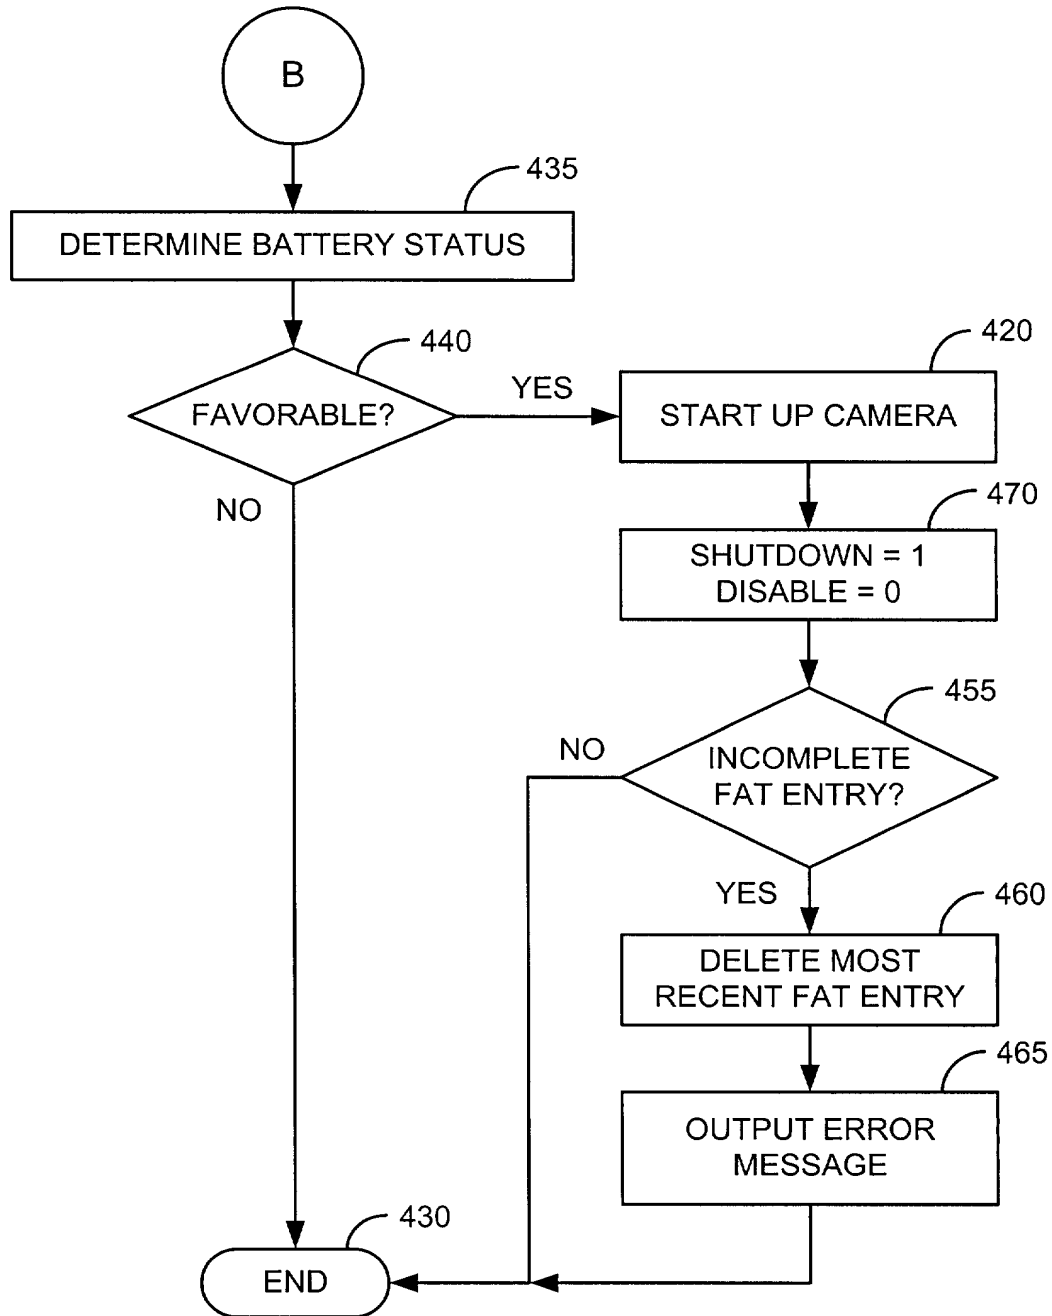 B
435
DETERMINE BATTERY STATUS
440
FAVORABLE?
YES
NO
420
START UP CAMERA
470
SHUTDOWN = 1
DISABLE = 0
455
INCOMPLETE
FAT ENTRY?
NO
YES
460
DELETE MOST
RECENT FAT ENTRY
465
OUTPUT ERROR
MESSAGE
430
END